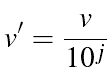 v′ = v / 10^j